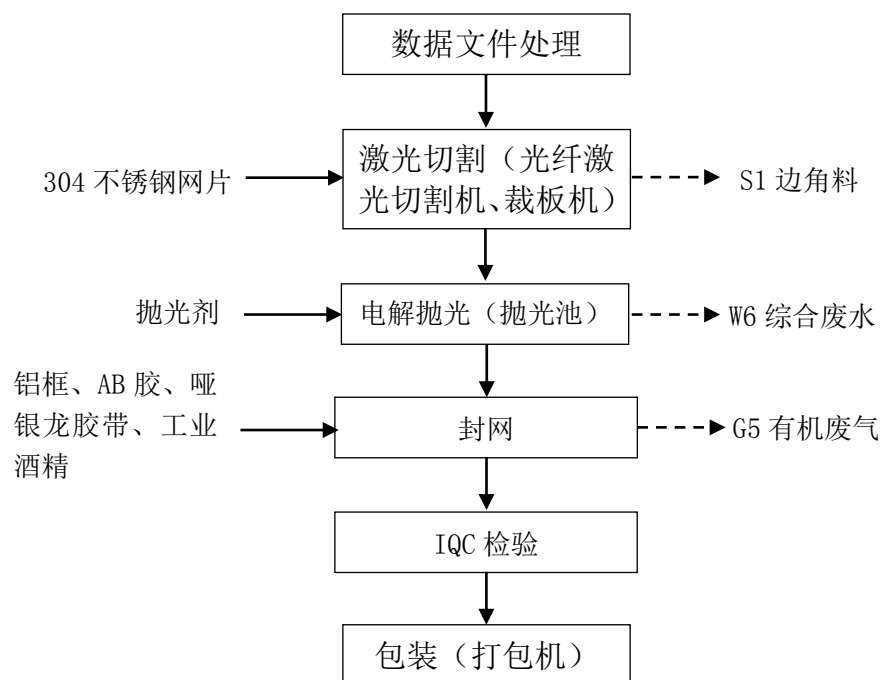 数据文件处理
304 不锈钢网片
激光切割（光纤激
光切割机、裁板机）
S1 边角料
抛光剂
电解抛光（抛光池）
W6 综合废水
铝框、AB 胶、哑
银龙胶带、工业
酒精
封网
G5 有机废气
IQC 检验
包装（打包机）